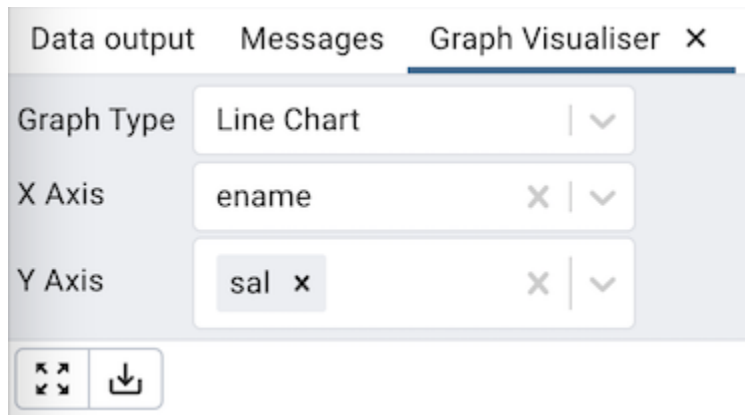 Data output Messages Graph Visualiser
Graph Type Line Chart
X Axis ename
Y Axis sal